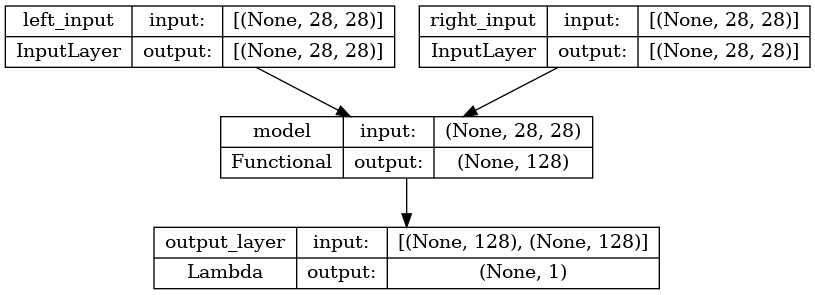 left_input input: [(None, 28, 28)]
InputLayer output: [(None, 28, 28)]
right_input input: [(None, 28, 28)]
InputLayer output: [(None, 28, 28)]
model input: (None, 28, 28)
Functional output: (None, 128)
output_layer input: [(None, 128), (None, 128)]
Lambda output: (None, 1)